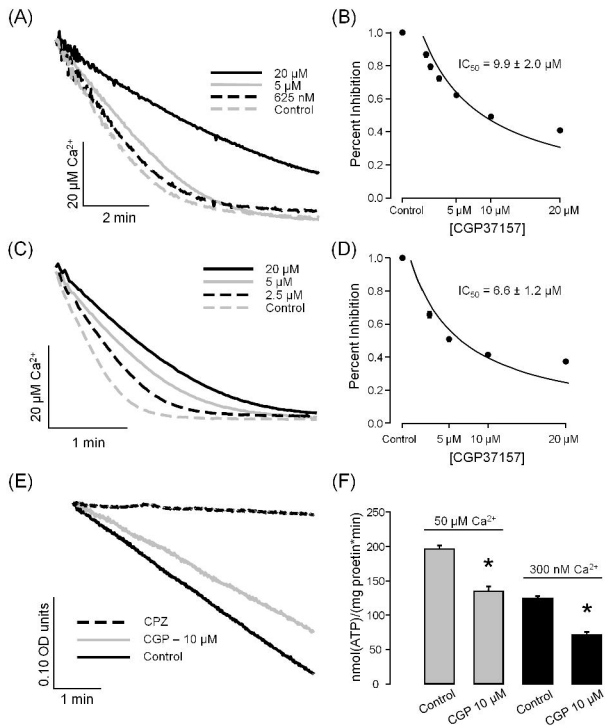 (A)
20 µM
5 µM
625 nM
Control
20 µM Ca²⁺
2 min
(B)
Percent Inhibition
1.0
0.8
0.6
0.4
0.2
0.0
IC₅₀ = 9.9 ± 2.0 µM
Control
5 µM
10 µM
20 µM
[CGP37157]
(C)
20 µM
5 µM
2.5 µM
Control
20 µM Ca²⁺
1 min
(D)
Percent Inhibition
1.0
0.8
0.6
0.4
0.2
0.0
IC₅₀ = 6.6 ± 1.2 µM
Control
5 µM
10 µM
20 µM
[CGP37157]
(E)
CPZ
CGP – 10 µM
Control
0.10 OD units
1 min
(F)
nmol(ATP)/(mg proetin*min)
250
200
150
100
50
0
50 µM Ca²⁺
*
300 nM Ca²⁺
*
Control
CGP 10 µM
Control
CGP 10 µM